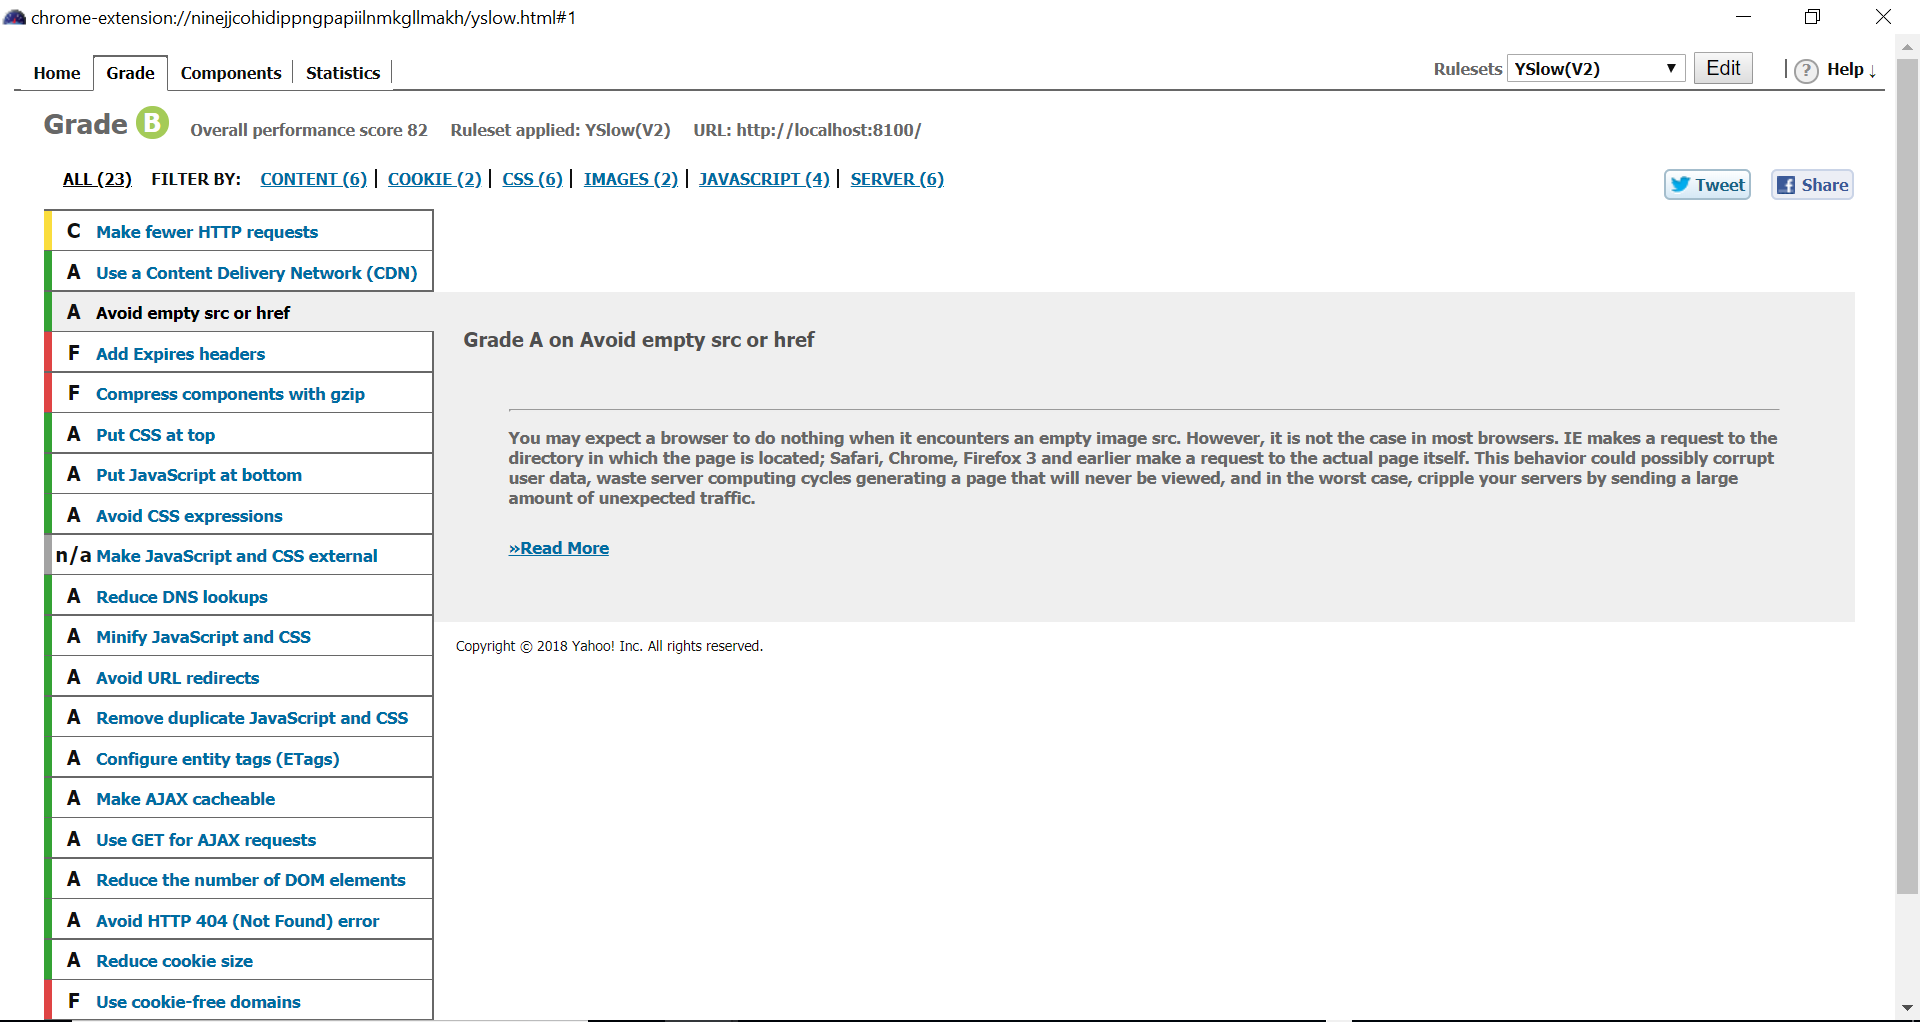 chrome-extension://ninejjcohidippngpapiilnmkgllmakh/yslow.html#1
Home Grade Components Statistics Rulesets YSlow(V2) ▼ Edit ? Help ↓
Grade B Overall performance score 82 Ruleset applied: YSlow(V2) URL: http://localhost:8100/
ALL (23) FILTER BY: CONTENT (6) | COOKIE (2) | CSS (6) | IMAGES (2) | JAVASCRIPT (4) | SERVER (6)
Tweet Share
C Make fewer HTTP requests
A Use a Content Delivery Network (CDN)
A Avoid empty src or href
F Add Expires headers
F Compress components with gzip
A Put CSS at top
A Put JavaScript at bottom
A Avoid CSS expressions
n/a Make JavaScript and CSS external
A Reduce DNS lookups
A Minify JavaScript and CSS
A Avoid URL redirects
A Remove duplicate JavaScript and CSS
A Configure entity tags (ETags)
A Make AJAX cacheable
A Use GET for AJAX requests
A Reduce the number of DOM elements
A Avoid HTTP 404 (Not Found) error
A Reduce cookie size
F Use cookie-free domains
Grade A on Avoid empty src or href
You may expect a browser to do nothing when it encounters an empty image src. However, it is not the case in most browsers. IE makes a request to the
directory in which the page is located; Safari, Chrome, Firefox 3 and earlier make a request to the actual page itself. This behavior could possibly corrupt
user data, waste server computing cycles generating a page that will never be viewed, and in the worst case, cripple your servers by sending a large
amount of unexpected traffic.
»Read More
Copyright © 2018 Yahoo! Inc. All rights reserved.